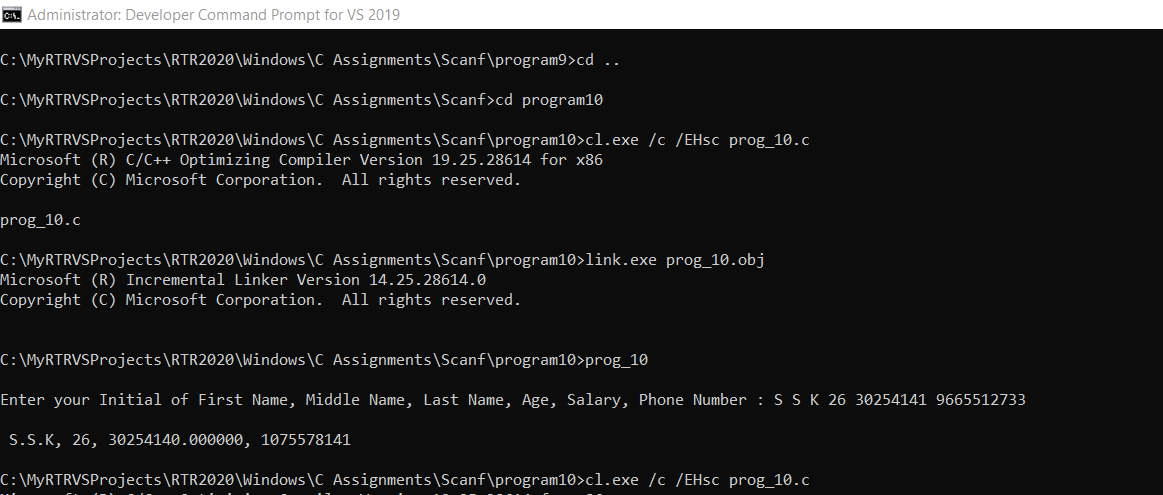 Administrator: Developer Command Prompt for VS 2019
C:\MyRTRVSProjects\RTR2020\Windows\C Assignments\Scanf\program9>cd ..
C:\MyRTRVSProjects\RTR2020\Windows\C Assignments\Scanf>cd program10
C:\MyRTRVSProjects\RTR2020\Windows\C Assignments\Scanf\program10>cl.exe /c /EHsc prog_10.c
Microsoft (R) C/C++ Optimizing Compiler Version 19.25.28614 for x86
Copyright (C) Microsoft Corporation.  All rights reserved.
prog_10.c
C:\MyRTRVSProjects\RTR2020\Windows\C Assignments\Scanf\program10>link.exe prog_10.obj
Microsoft (R) Incremental Linker Version 14.25.28614.0
Copyright (C) Microsoft Corporation.  All rights reserved.
C:\MyRTRVSProjects\RTR2020\Windows\C Assignments\Scanf\program10>prog_10
Enter your Initial of First Name, Middle Name, Last Name, Age, Salary, Phone Number : S S K 26 30254141 9665512733
S.S.K, 26, 30254140.000000, 1075578141
C:\MyRTRVSProjects\RTR2020\Windows\C Assignments\Scanf\program10>cl.exe /c /EHsc prog_10.c